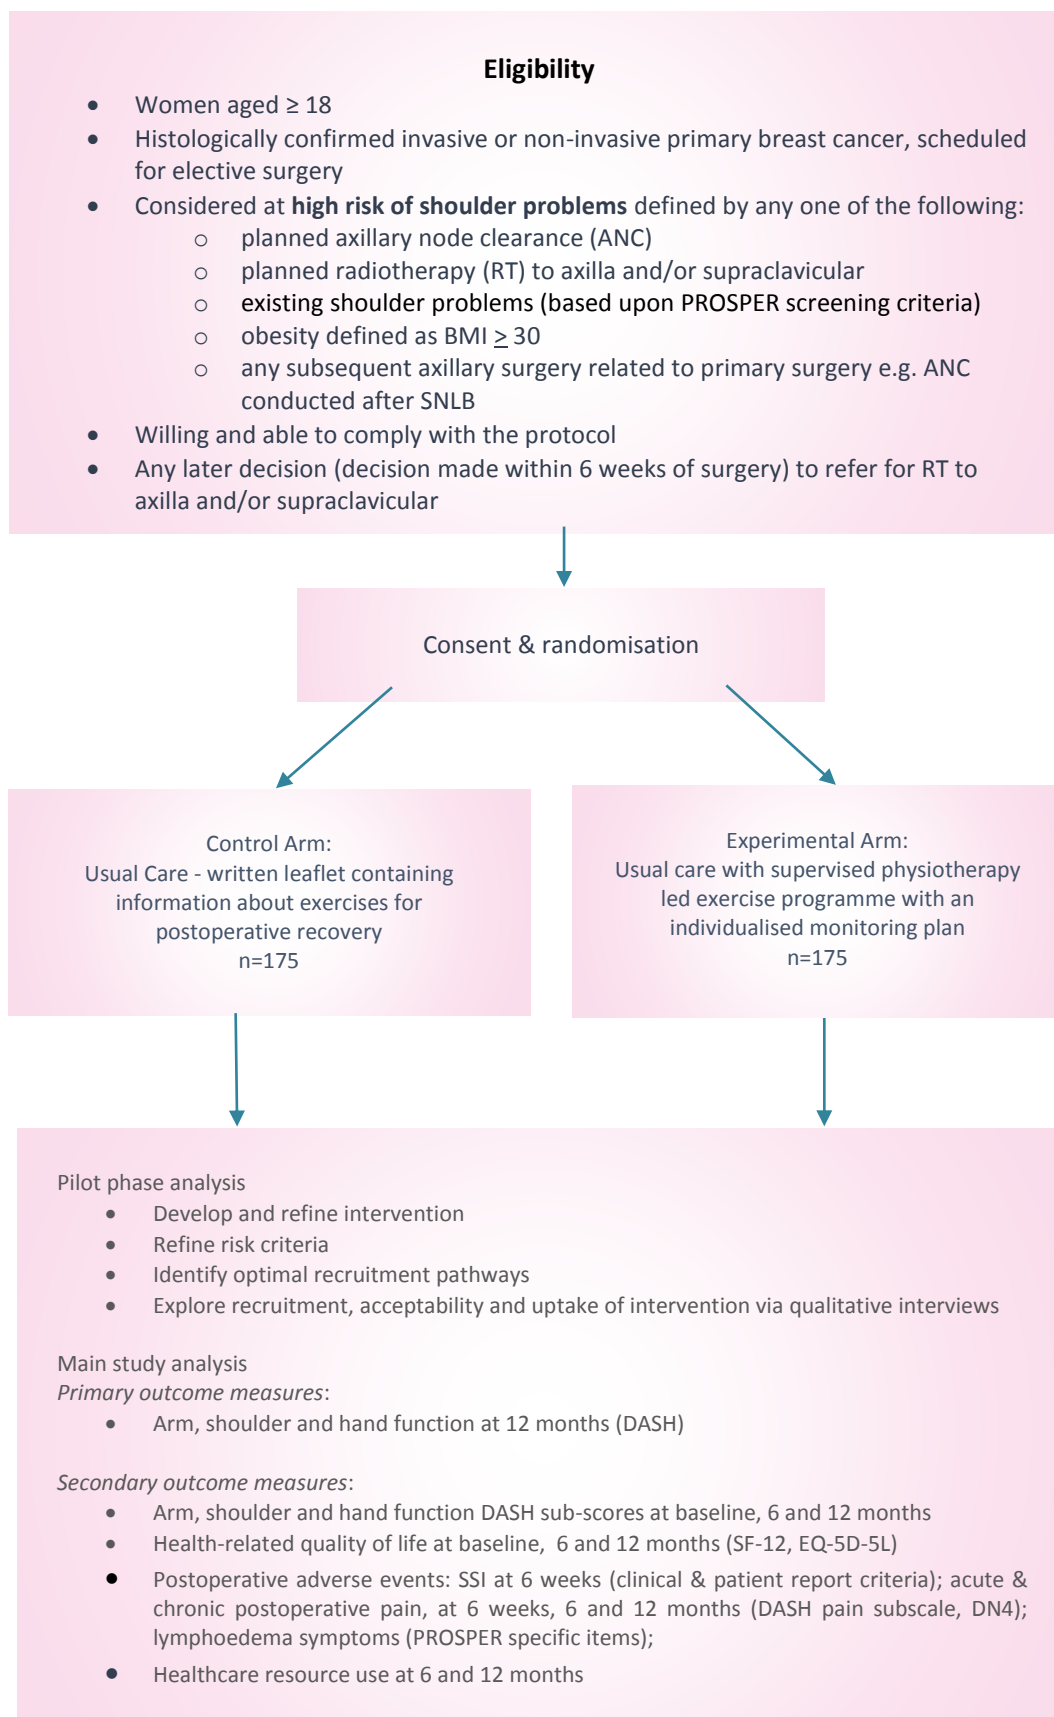 Eligibility
• Women aged ≥ 18
• Histologically confirmed invasive or non-invasive primary breast cancer, scheduled
for elective surgery
• Considered at high risk of shoulder problems defined by any one of the following:
o planned axillary node clearance (ANC)
o planned radiotherapy (RT) to axilla and/or supraclavicular
o existing shoulder problems (based upon PROSPER screening criteria)
o obesity defined as BMI ≥ 30
o any subsequent axillary surgery related to primary surgery e.g. ANC
conducted after SNLB
• Willing and able to comply with the protocol
• Any later decision (decision made within 6 weeks of surgery) to refer for RT to
axilla and/or supraclavicular
Consent & randomisation
Control Arm:
Usual Care - written leaflet containing
information about exercises for
postoperative recovery
n=175
Experimental Arm:
Usual care with supervised physiotherapy
led exercise programme with an
individualised monitoring plan
n=175
Pilot phase analysis
• Develop and refine intervention
• Refine risk criteria
• Identify optimal recruitment pathways
• Explore recruitment, acceptability and uptake of intervention via qualitative interviews
Main study analysis
Primary outcome measures:
• Arm, shoulder and hand function at 12 months (DASH)
Secondary outcome measures:
• Arm, shoulder and hand function DASH sub-scores at baseline, 6 and 12 months
• Health-related quality of life at baseline, 6 and 12 months (SF-12, EQ-5D-5L)
• Postoperative adverse events: SSI at 6 weeks (clinical & patient report criteria); acute &
chronic postoperative pain, at 6 weeks, 6 and 12 months (DASH pain subscale, DN4);
lymphoedema symptoms (PROSPER specific items);
• Healthcare resource use at 6 and 12 months